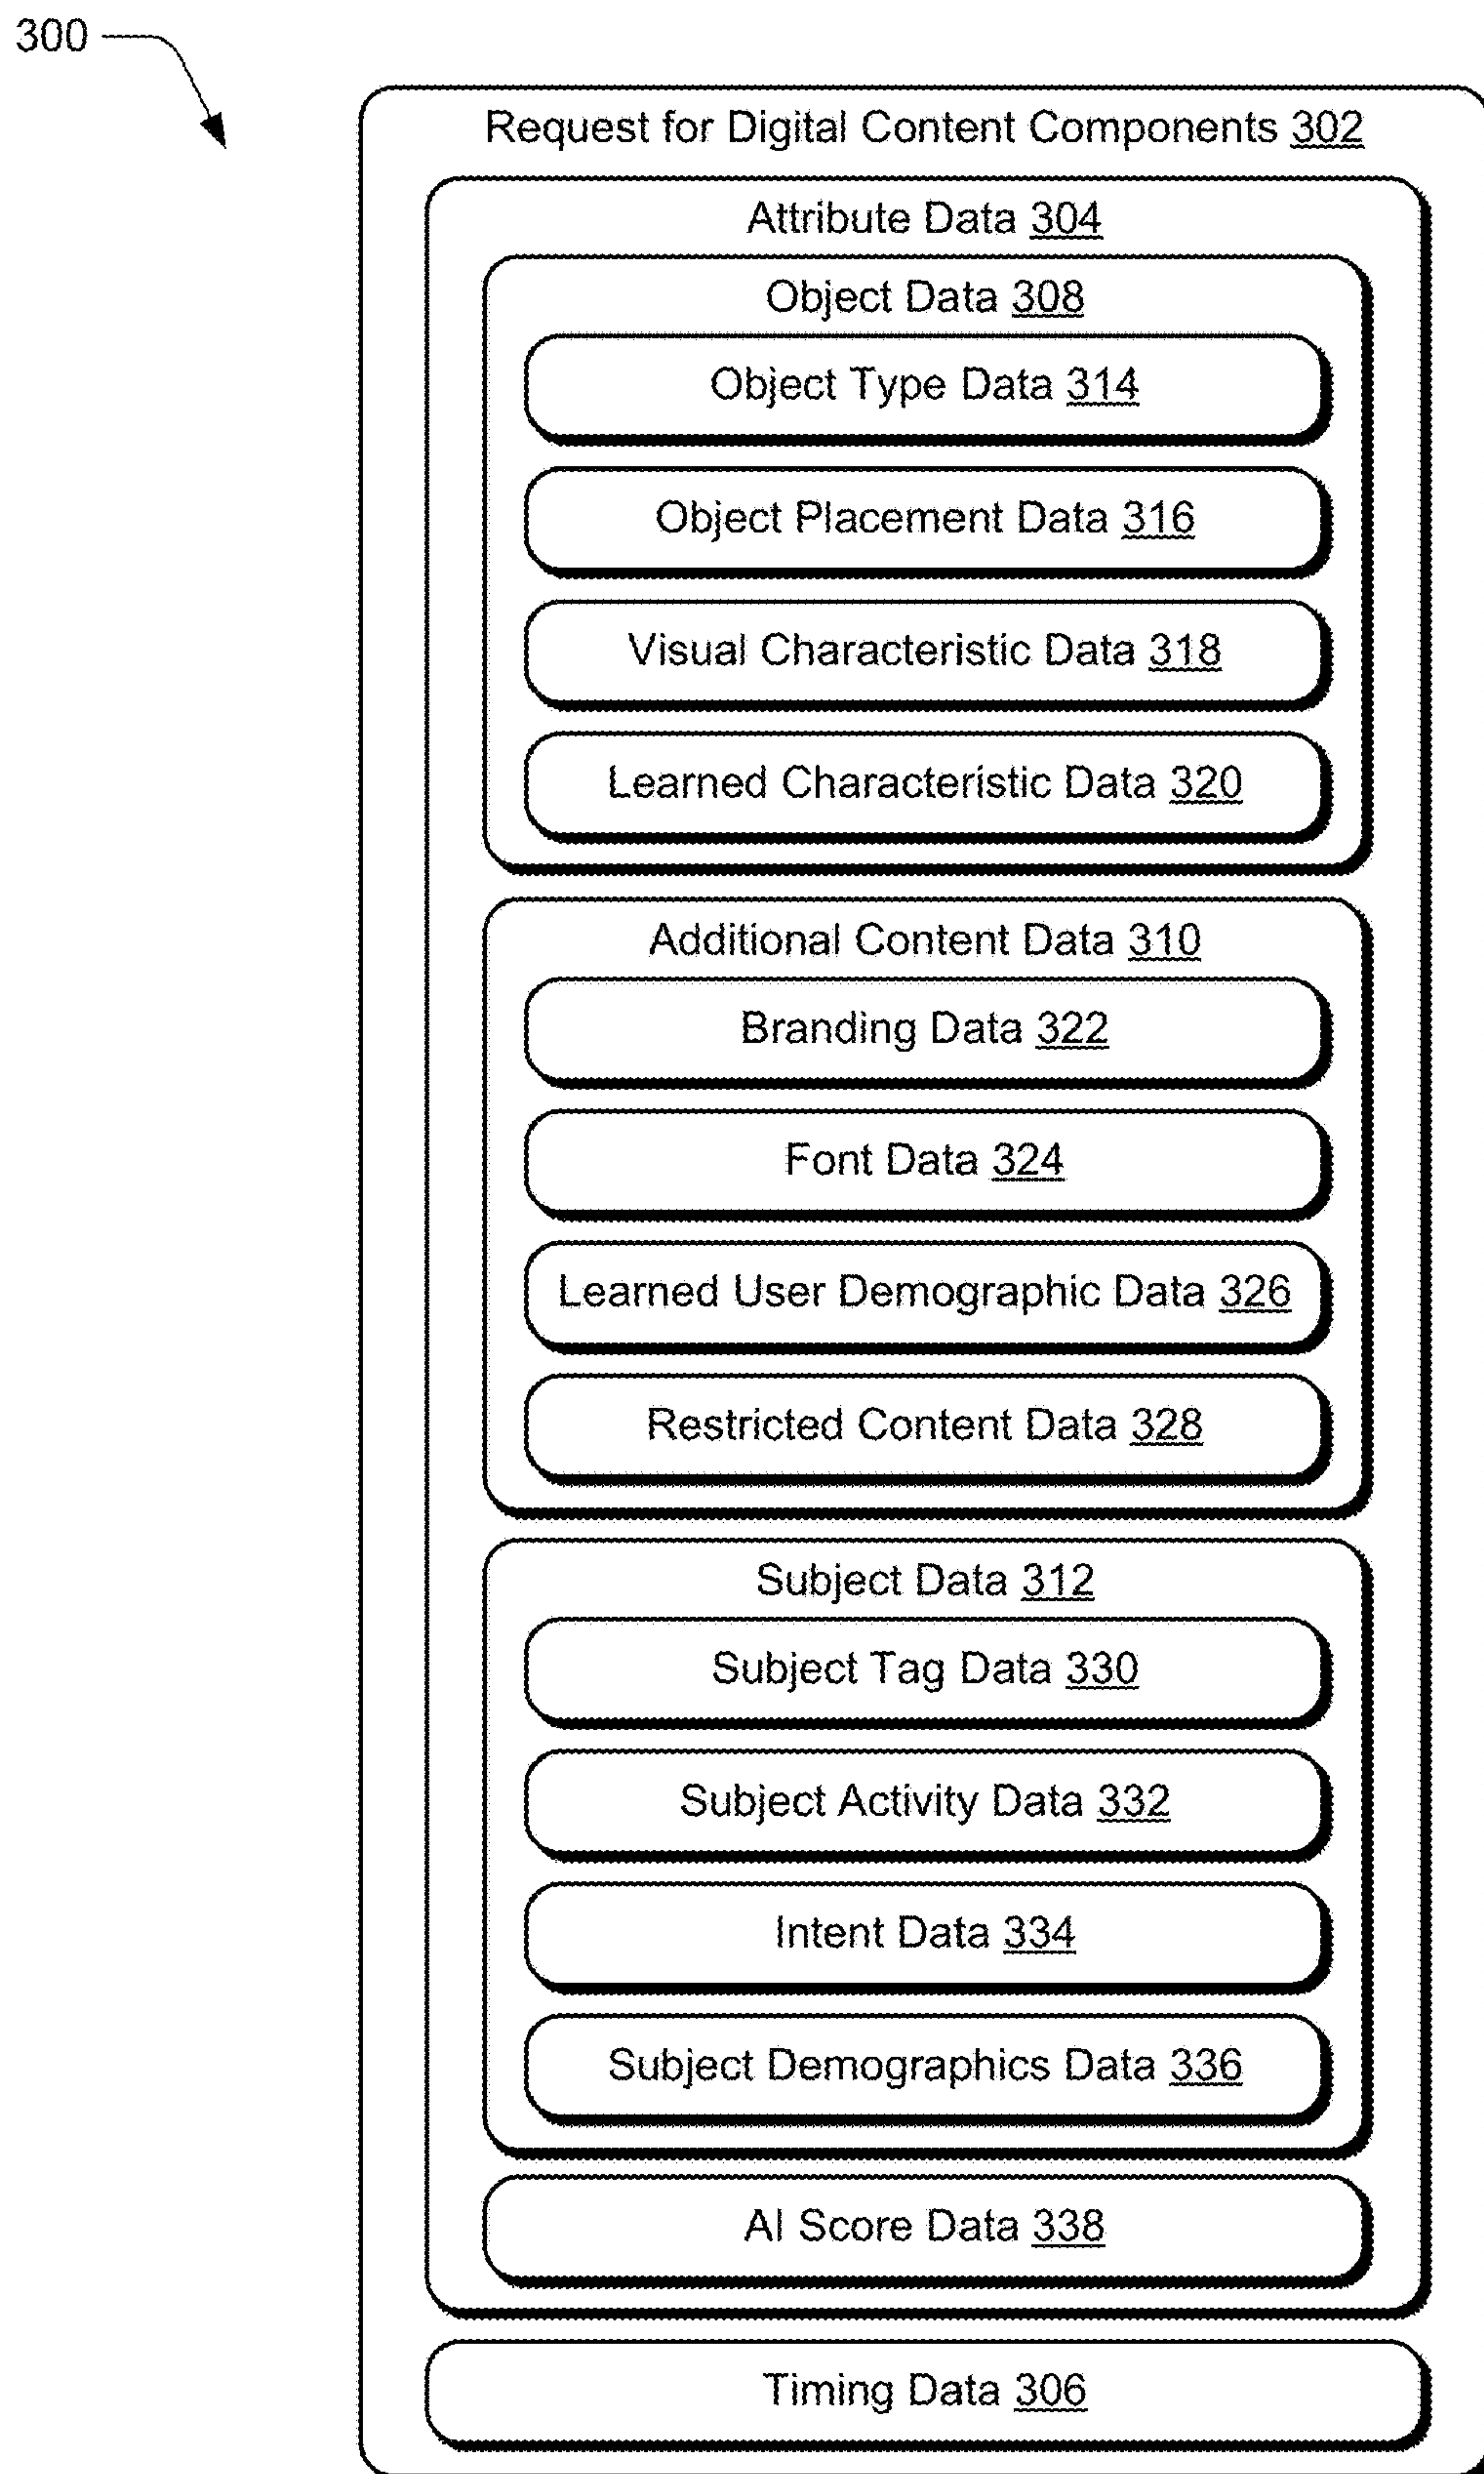 300
Request for Digital Content Components 302
Attribute Data 304
Object Data 308
Object Type Data 314
Object Placement Data 316
Visual Characteristic Data 318
Learned Characteristic Data 320
Additional Content Data 310
Branding Data 322
Font Data 324
Learned User Demographic Data 326
Restricted Content Data 328
Subject Data 312
Subject Tag Data 330
Subject Activity Data 332
Intent Data 334
Subject Demographics Data 336
AI Score Data 338
Timing Data 306